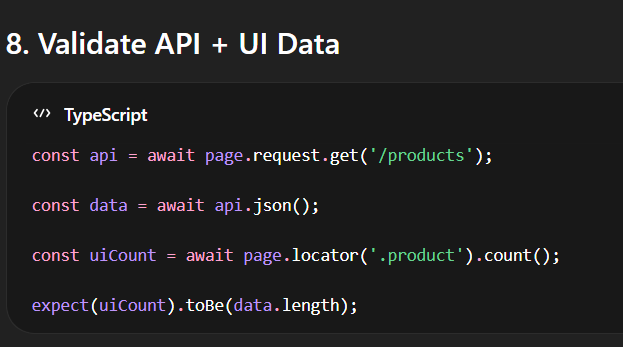 8. Validate API + UI Data
</> TypeScript
const api = await page.request.get('/products');
const data = await api.json();
const uiCount = await page.locator('.product').count();
expect(uiCount).toBe(data.length);